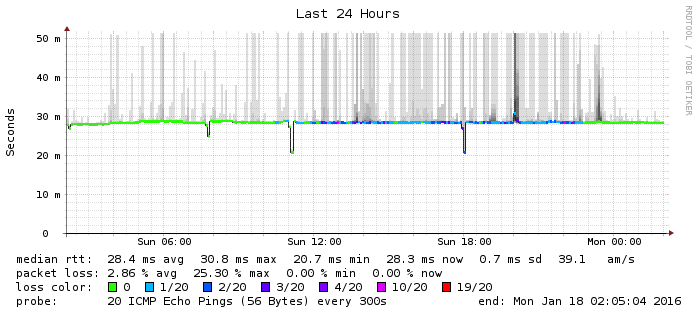 Last 24 Hours
RRDTOOL / TOBI OETIKER
Seconds
50 m
40 m
30 m
20 m
10 m
0
Sun 06:00 Sun 12:00 Sun 18:00 Mon 00:00
median rtt: 28.4 ms avg 30.8 ms max 20.7 ms min 28.3 ms now 0.7 ms sd 39.1 am/s
packet loss: 2.86 % avg 25.30 % max 0.00 % min 0.00 % now
loss color: 0 1/20 2/20 3/20 4/20 10/20 19/20
probe: 20 ICMP Echo Pings (56 Bytes) every 300s end: Mon Jan 18 02:05:04 2016